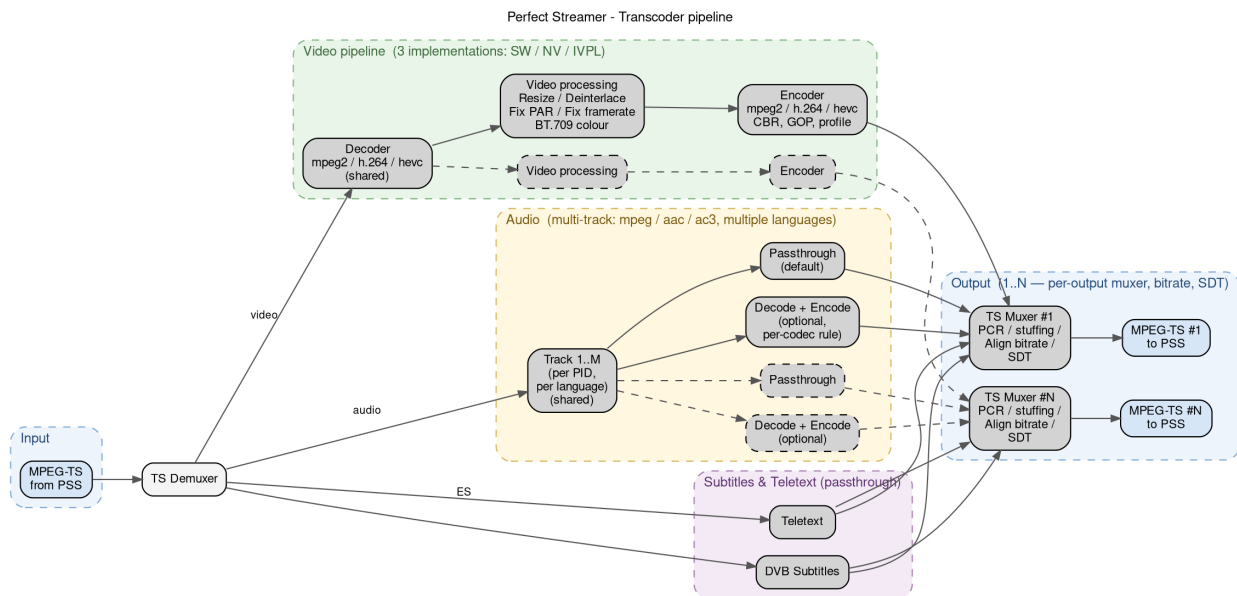 Perfect Streamer - Transcoder pipeline
Video pipeline  (3 implementations: SW / NV / IVPL)
Video processing
Resize / Deinterlace
Fix PAR / Fix framerate
BT.709 colour
Encoder
mpeg2 / h.264 / hevc
CBR, GOP, profile
Decoder
mpeg2 / h.264 / hevc
(shared)
Video processing
Encoder
Audio  (multi-track: mpeg / aac / ac3, multiple languages)
Passthrough
(default)
Decode + Encode
(optional,
per-codec rule)
Track 1..M
(per PID,
per language)
(shared)
Passthrough
Decode + Encode
(optional)
Output  (1..N — per-output muxer, bitrate, SDT)
TS Muxer #1
PCR / stuffing /
Align bitrate /
SDT
MPEG-TS #1
to PSS
TS Muxer #N
PCR / stuffing /
Align bitrate /
SDT
MPEG-TS #N
to PSS
video
audio
ES
Input
MPEG-TS
from PSS
TS Demuxer
Subtitles & Teletext (passthrough)
Teletext
DVB Subtitles